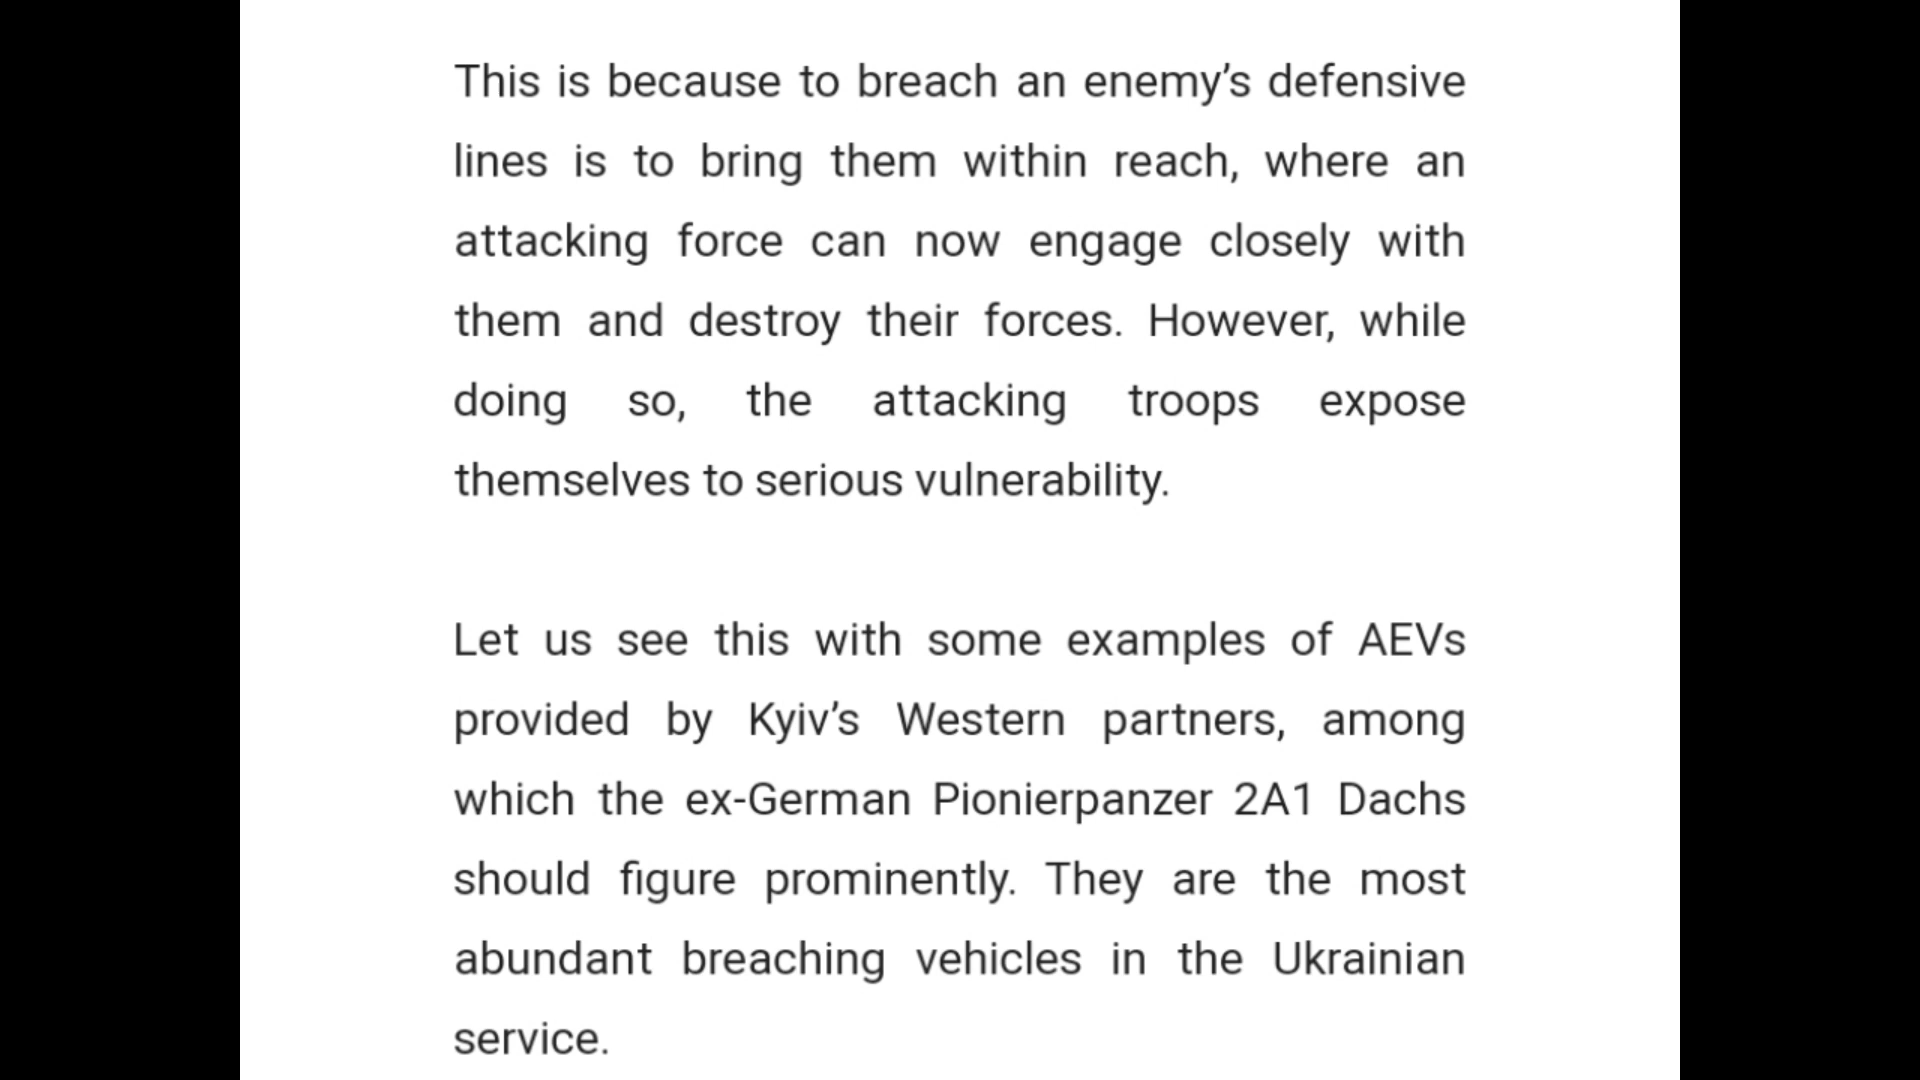 This is because to breach an enemy’s defensive
lines is to bring them within reach, where an
attacking force can now engage closely with
them and destroy their forces. However, while
doing so, the attacking troops expose
themselves to serious vulnerability.
Let us see this with some examples of AEVs
provided by Kyiv’s Western partners, among
which the ex-German Pionierpanzer 2A1 Dachs
should figure prominently. They are the most
abundant breaching vehicles in the Ukrainian
service.